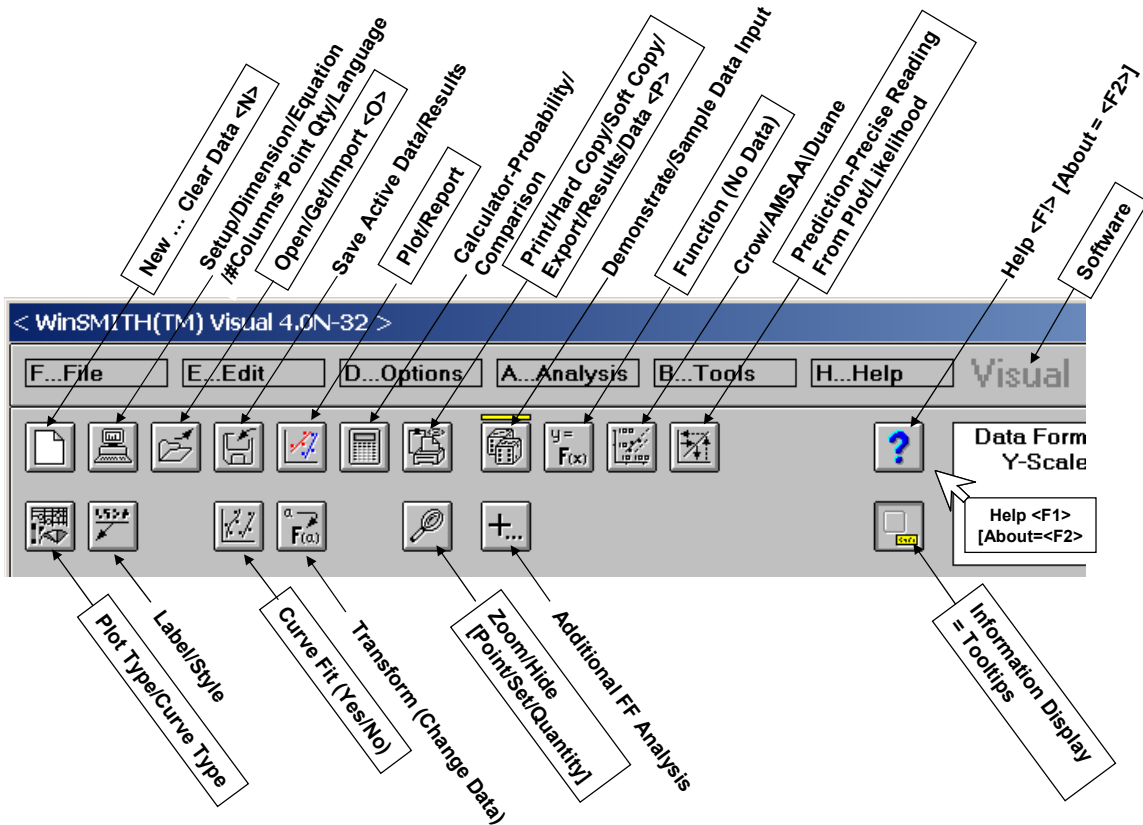 New … Clear Data <N>
Setup/Dimension/Equation
/#Columns*Point Qty/Language
Open/Get/Import <O>
Save Active Data/Results
Plot/Report
Calculator-Probability/
Comparison
Print/Hard Copy/Soft Copy/
Export/Results/Data <P>
Demonstrate/Sample Data Input
Function (No Data)
Crow/AMSAA\Duane
Prediction-Precise Reading
From Plot/Likelihood
Help <F!> [About = <F2>]
Software
< WinSMITH(TM) Visual 4.0N-32 >
F...File E...Edit D...Options A...Analysis B...Tools H...Help Visual
y=
F(x)
?
Data Form
Y-Scale
Help <F1>
[About=<F2>
a
F(a)
+...
Plot Type/Curve Type
Label/Style
Curve Fit (Yes/No)
Transform (Change Data)
Zoom/Hide
[Point/Set/Quantity]
Additional FF Analysis
Information Display
= Tooltips